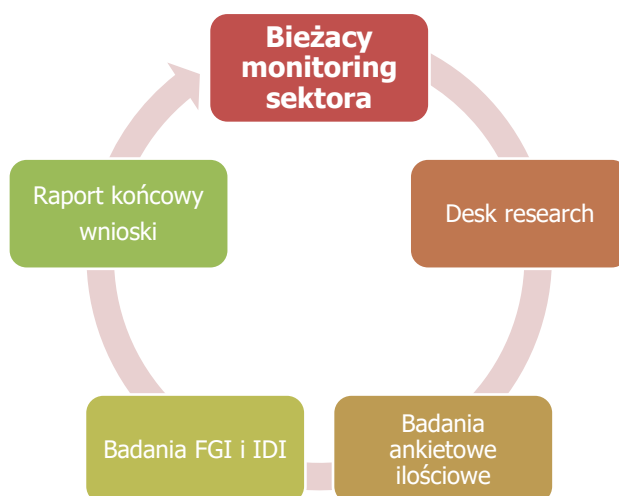 Bieżacy
monitoring
sektora
Desk research
Badania
ankietowe
ilościowe
Badania FGI i IDI
Raport końcowy
wnioski